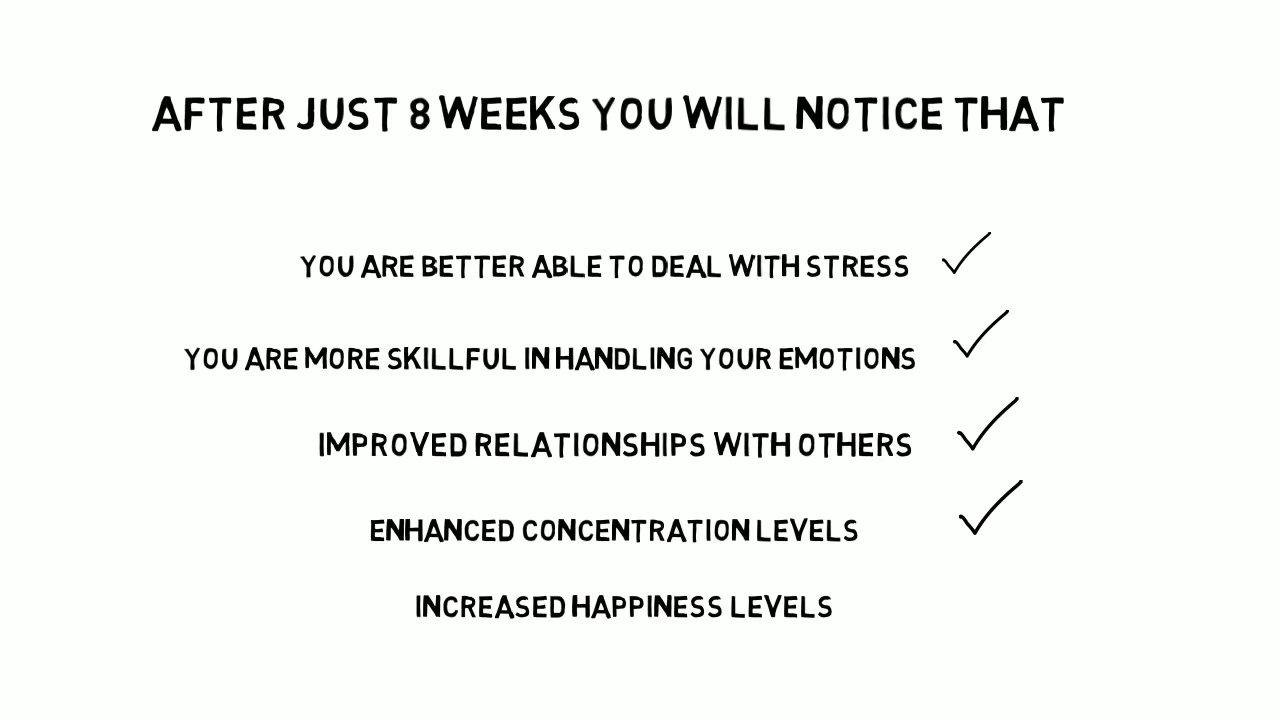 AFTER JUST 8 WEEKS YOU WILL NOTICE THAT
YOU ARE BETTER ABLE TO DEAL WITH STRESS
YOU ARE MORE SKILLFUL IN HANDLING YOUR EMOTIONS
IMPROVED RELATIONSHIPS WITH OTHERS
ENHANCED CONCENTRATION LEVELS
INCREASED HAPPINESS LEVELS